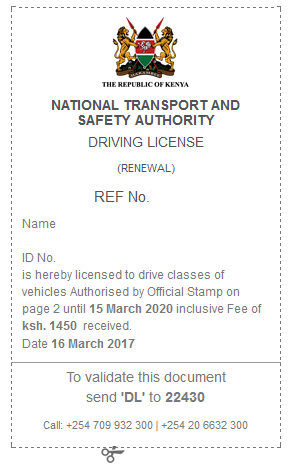 THE REPUBLIC OF KENYA
NATIONAL TRANSPORT AND
SAFETY AUTHORITY
DRIVING LICENSE
(RENEWAL)
REF No.
Name
ID No.
is hereby licensed to drive classes of
vehicles Authorised by Official Stamp on
page 2 until 15 March 2020 inclusive Fee of
ksh. 1450 received.
Date 16 March 2017
To validate this document
send 'DL' to 22430
Call: +254 709 932 300 | +254 20 6632 300